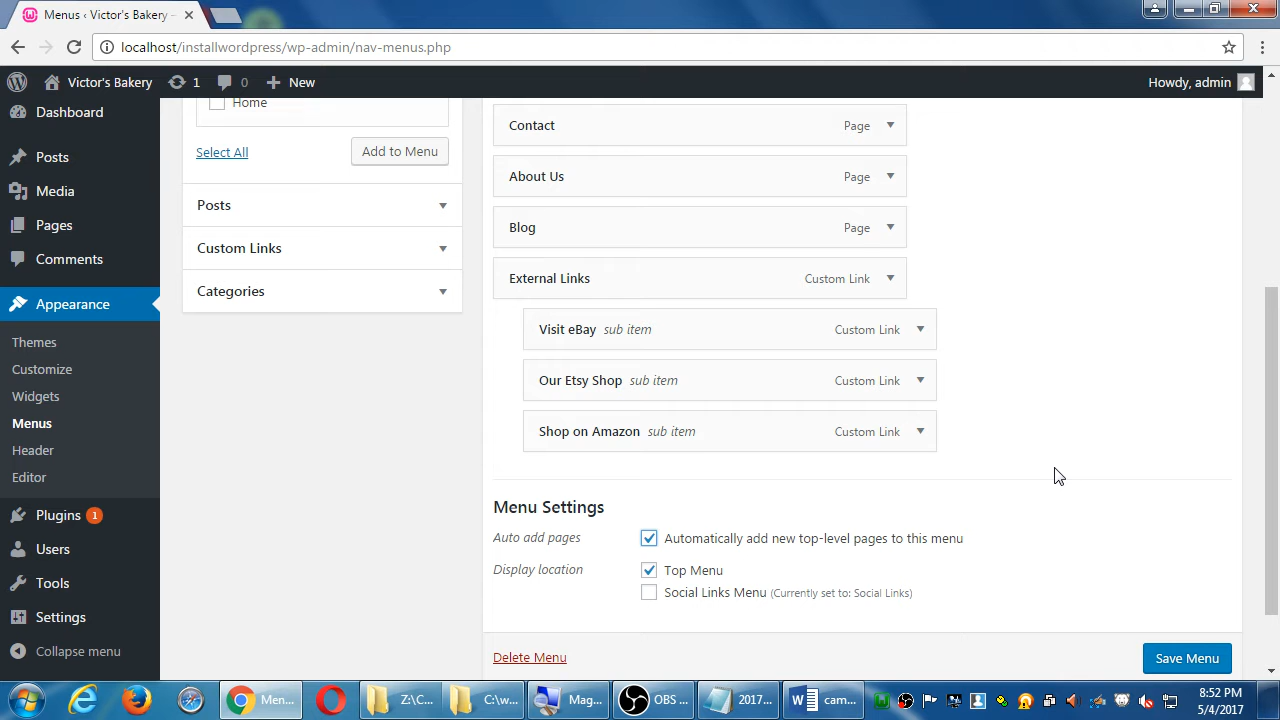 Menus ‹ Victor's Bakery –
localhost/installwordpress/wp-admin/nav-menus.php
Victor's Bakery 1 0 New Howdy, admin
Dashboard
Posts
Media
Pages
Comments
Appearance
Themes
Customize
Widgets
Menus
Header
Editor
Plugins 1
Users
Tools
Settings
Collapse menu
Home
Select All Add to Menu
Posts
Custom Links
Categories
Contact Page
About Us Page
Blog Page
External Links Custom Link
Visit eBay sub item Custom Link
Our Etsy Shop sub item Custom Link
Shop on Amazon sub item Custom Link
Menu Settings
Auto add pages Automatically add new top-level pages to this menu
Display location Top Menu
Social Links Menu (Currently set to: Social Links)
Delete Menu Save Menu
Men... Z:\C... C:\w... Mag... OBS ... 2017... cam... 8:52 PM
5/4/2017